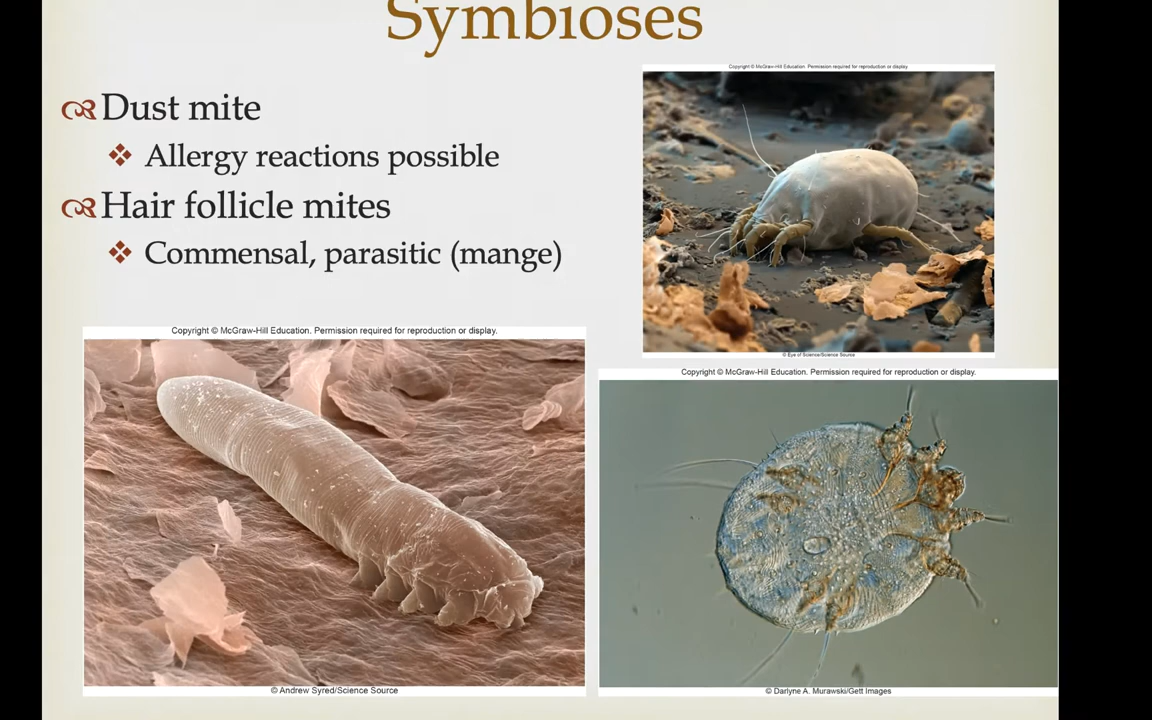 Symbioses
Dust mite
Allergy reactions possible
Hair follicle mites
Commensal, parasitic (mange)
Copyright © McGraw-Hill Education. Permission required for reproduction or display.
© Eye of Science/Science Source
Copyright © McGraw-Hill Education. Permission required for reproduction or display.
© Andrew Syred/Science Source
Copyright © McGraw-Hill Education. Permission required for reproduction or display.
© Darlyne A. Murawski/Gett Images